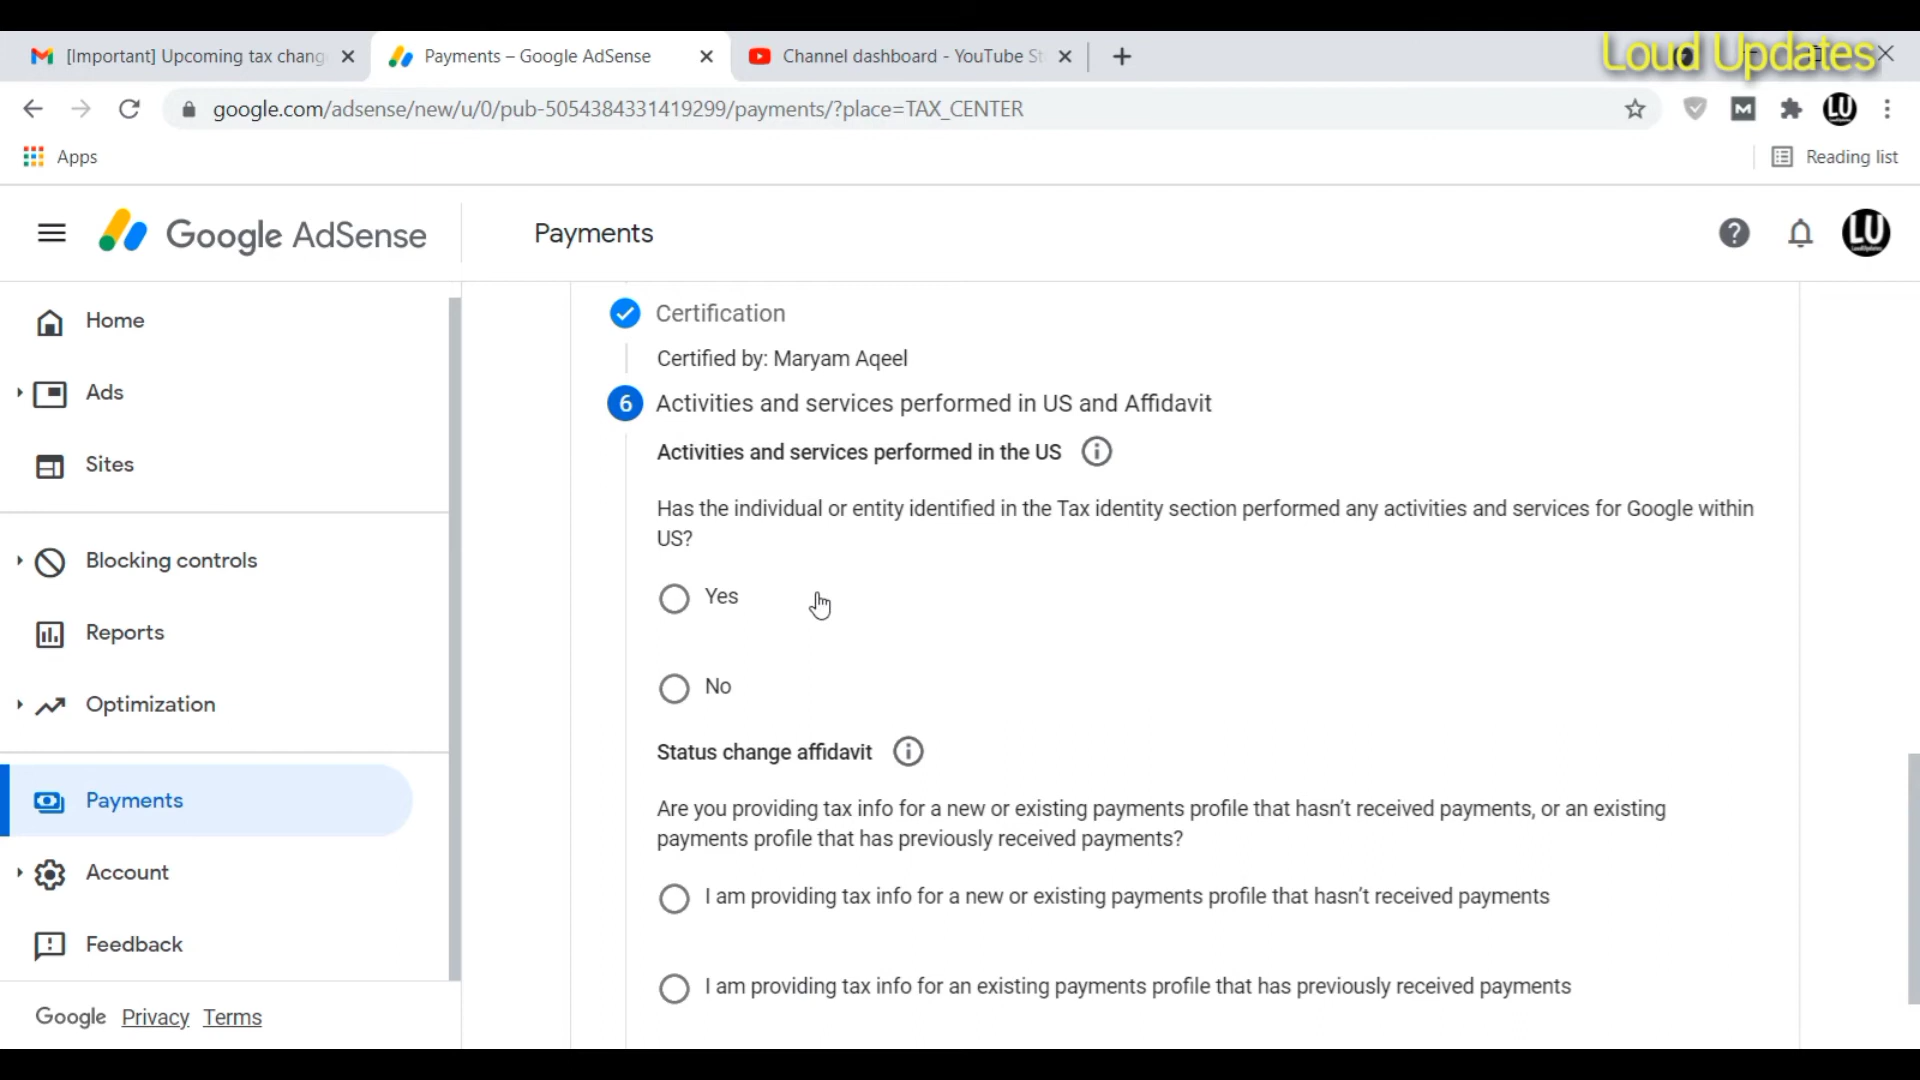 [Important] Upcoming tax chang
Payments – Google AdSense
Channel dashboard - YouTube St
Loud Updates
google.com/adsense/new/u/0/pub-5054384331419299/payments/?place=TAX_CENTER
Apps
Reading list
Google AdSense
Payments
LU
Home
Ads
Sites
Blocking controls
Reports
Optimization
Payments
Account
Feedback
Google Privacy Terms
Certification
Certified by: Maryam Aqeel
6 Activities and services performed in US and Affidavit
Activities and services performed in the US
Has the individual or entity identified in the Tax identity section performed any activities and services for Google within
US?
Yes
No
Status change affidavit
Are you providing tax info for a new or existing payments profile that hasn't received payments, or an existing
payments profile that has previously received payments?
I am providing tax info for a new or existing payments profile that hasn't received payments
I am providing tax info for an existing payments profile that has previously received payments